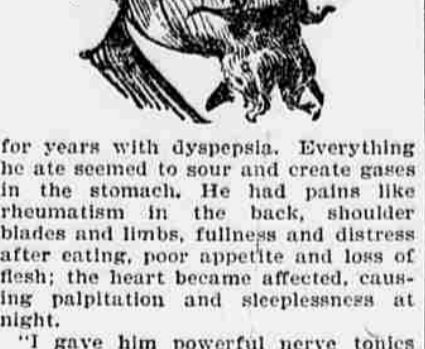 for years with dyspepsia. Everything
he ate seemed to sour and create gases
in the stomach. He had pains like
rheumatism in the back, shoulder
blades and limbs, fullness and distress
after eating, poor appetite and loss of
flesh; the heart became affected, caus-
ing palpitation and sleeplessness at
night.
"I gave him powerful nerve tonics